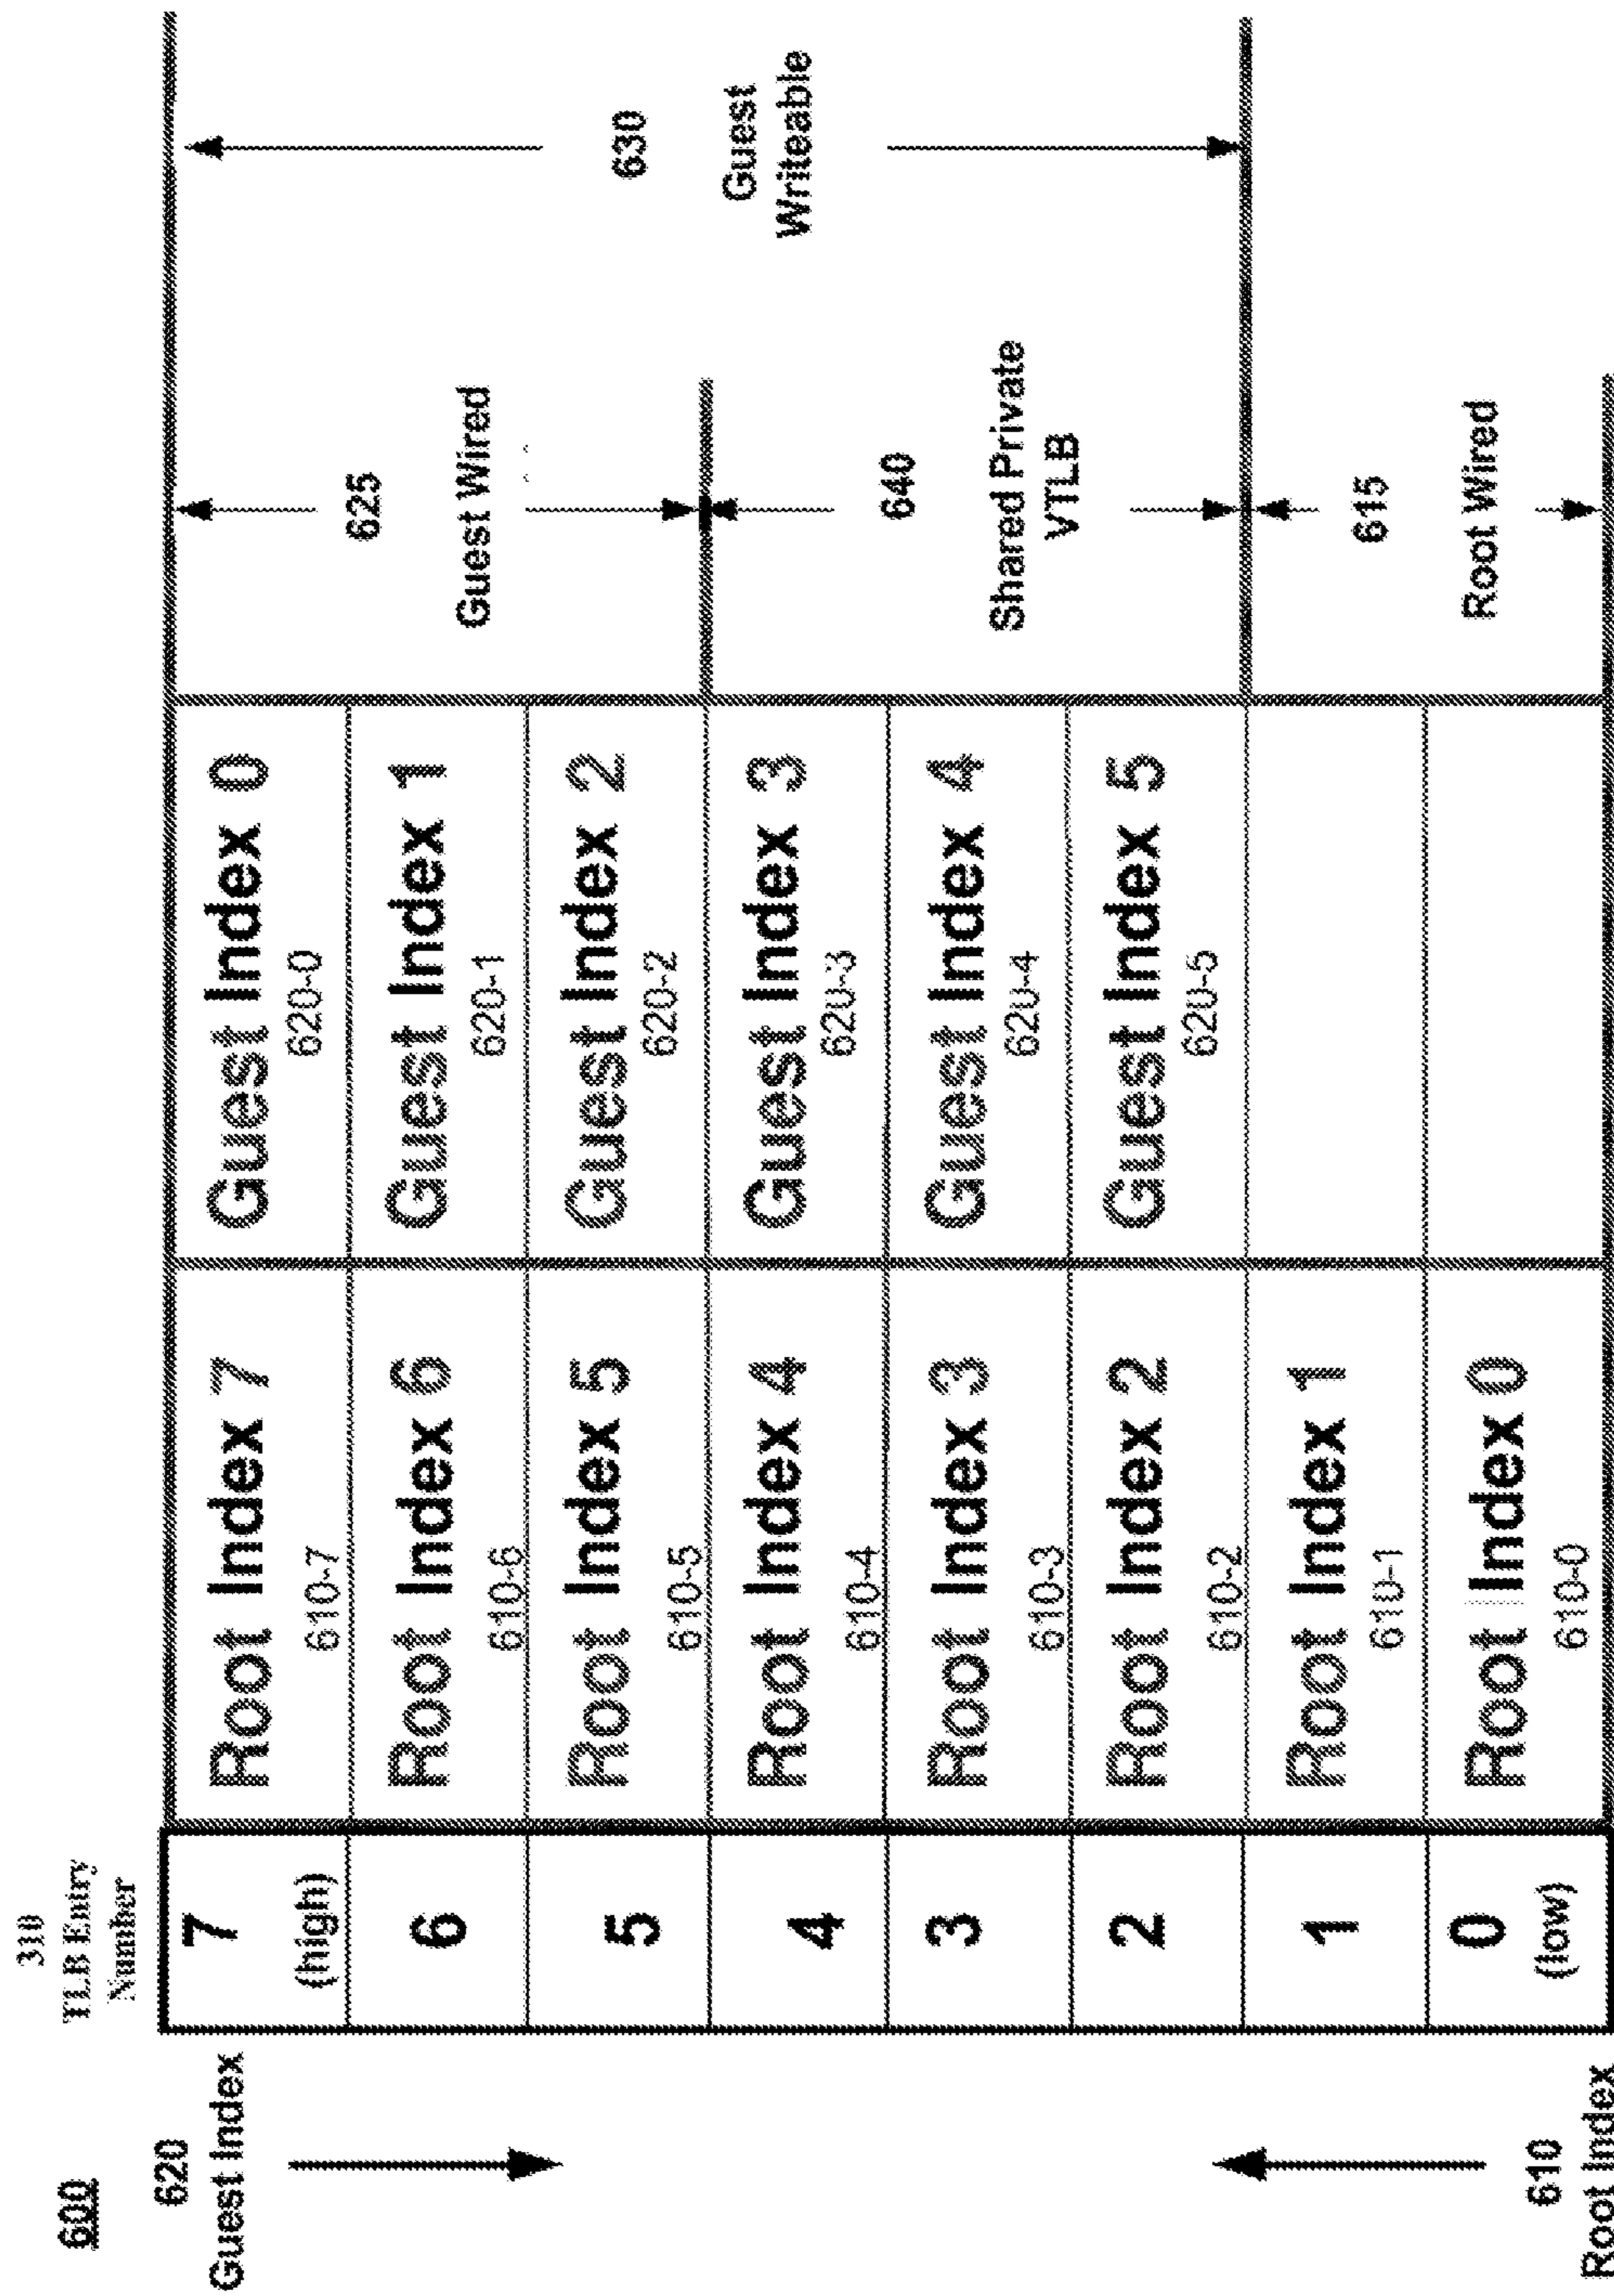 600
310
TLB Entry
Number
620
Guest Index
610
Root Index
7
(high)
Root Index 7
610-7
Guest Index 0
620-0
6
Root Index 6
610-6
Guest Index 1
620-1
5
Root Index 5
610-5
Guest Index 2
620-2
4
Root Index 4
610-4
Guest Index 3
620-3
3
Root Index 3
610-3
Guest Index 4
620-4
2
Root Index 2
610-2
Guest Index 5
620-5
1
Root Index 1
610-1
0
(low)
Root Index 0
610-0
625
Guest Wired
640
Shared Private
VTLB
615
Root Wired
630
Guest
Writeable